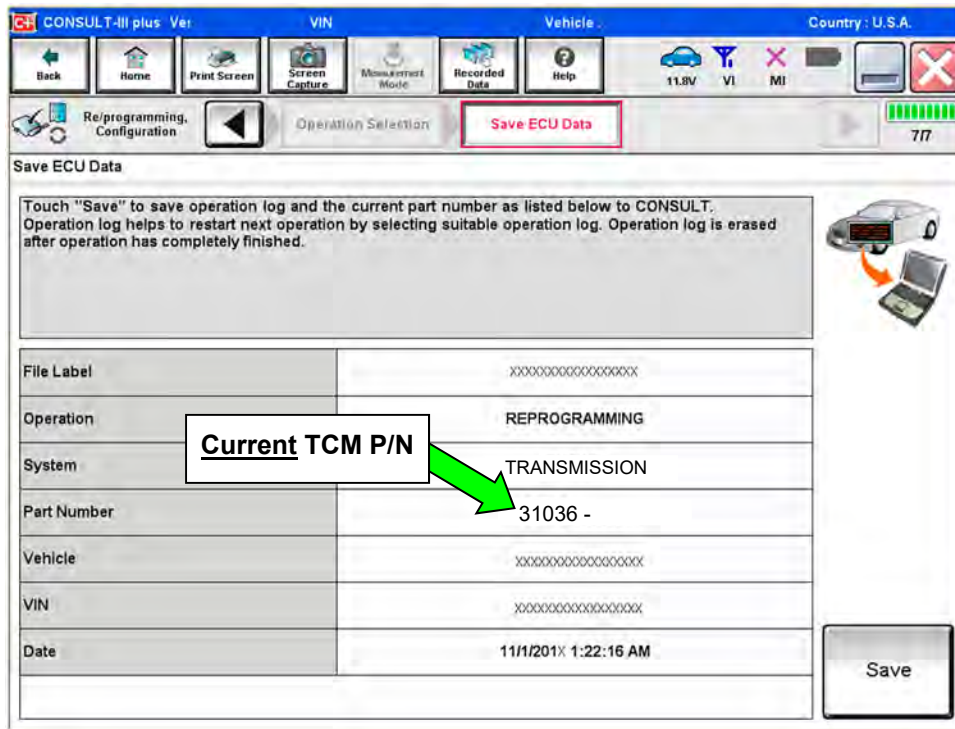 C+ CONSULT-III plus Ver VIN Vehicle : Country : U.S.A.
Back Home Print Screen Screen Capture Measurement Mode Recorded Data Help 11.8V VI MI
Re/programming, Configuration Operation Selection Save ECU Data 7/7
Save ECU Data
Touch "Save" to save operation log and the current part number as listed below to CONSULT.
Operation log helps to restart next operation by selecting suitable operation log. Operation log is erased
after operation has completely finished.
File Label XXXXXXXXXXXXXXXXX
Operation REPROGRAMMING
Current TCM P/N
System TRANSMISSION
Part Number 31036 -
Vehicle XXXXXXXXXXXXXXXXX
VIN XXXXXXXXXXXXXXXXX
Date 11/1/201X 1:22:16 AM
Save